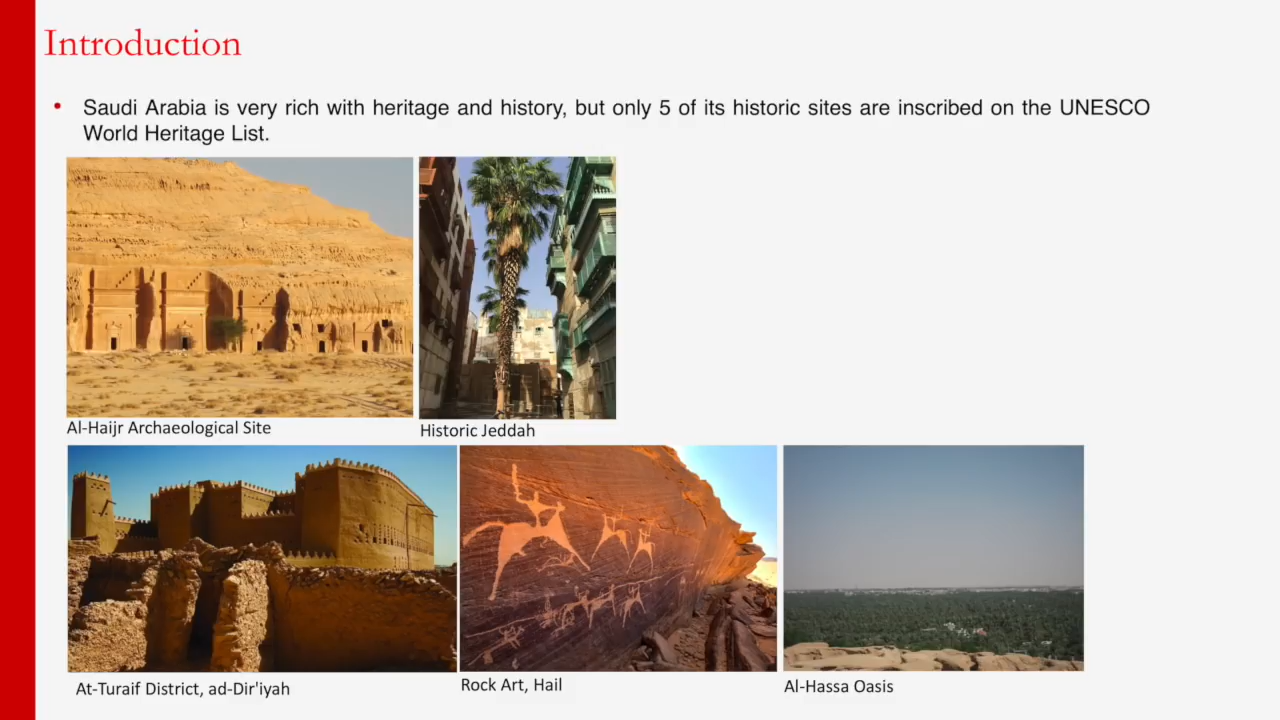 Introduction
• Saudi Arabia is very rich with heritage and history, but only 5 of its historic sites are inscribed on the UNESCO
World Heritage List.
Al-Haijr Archaeological Site
Historic Jeddah
At-Turaif District, ad-Dir'iyah
Rock Art, Hail
Al-Hassa Oasis